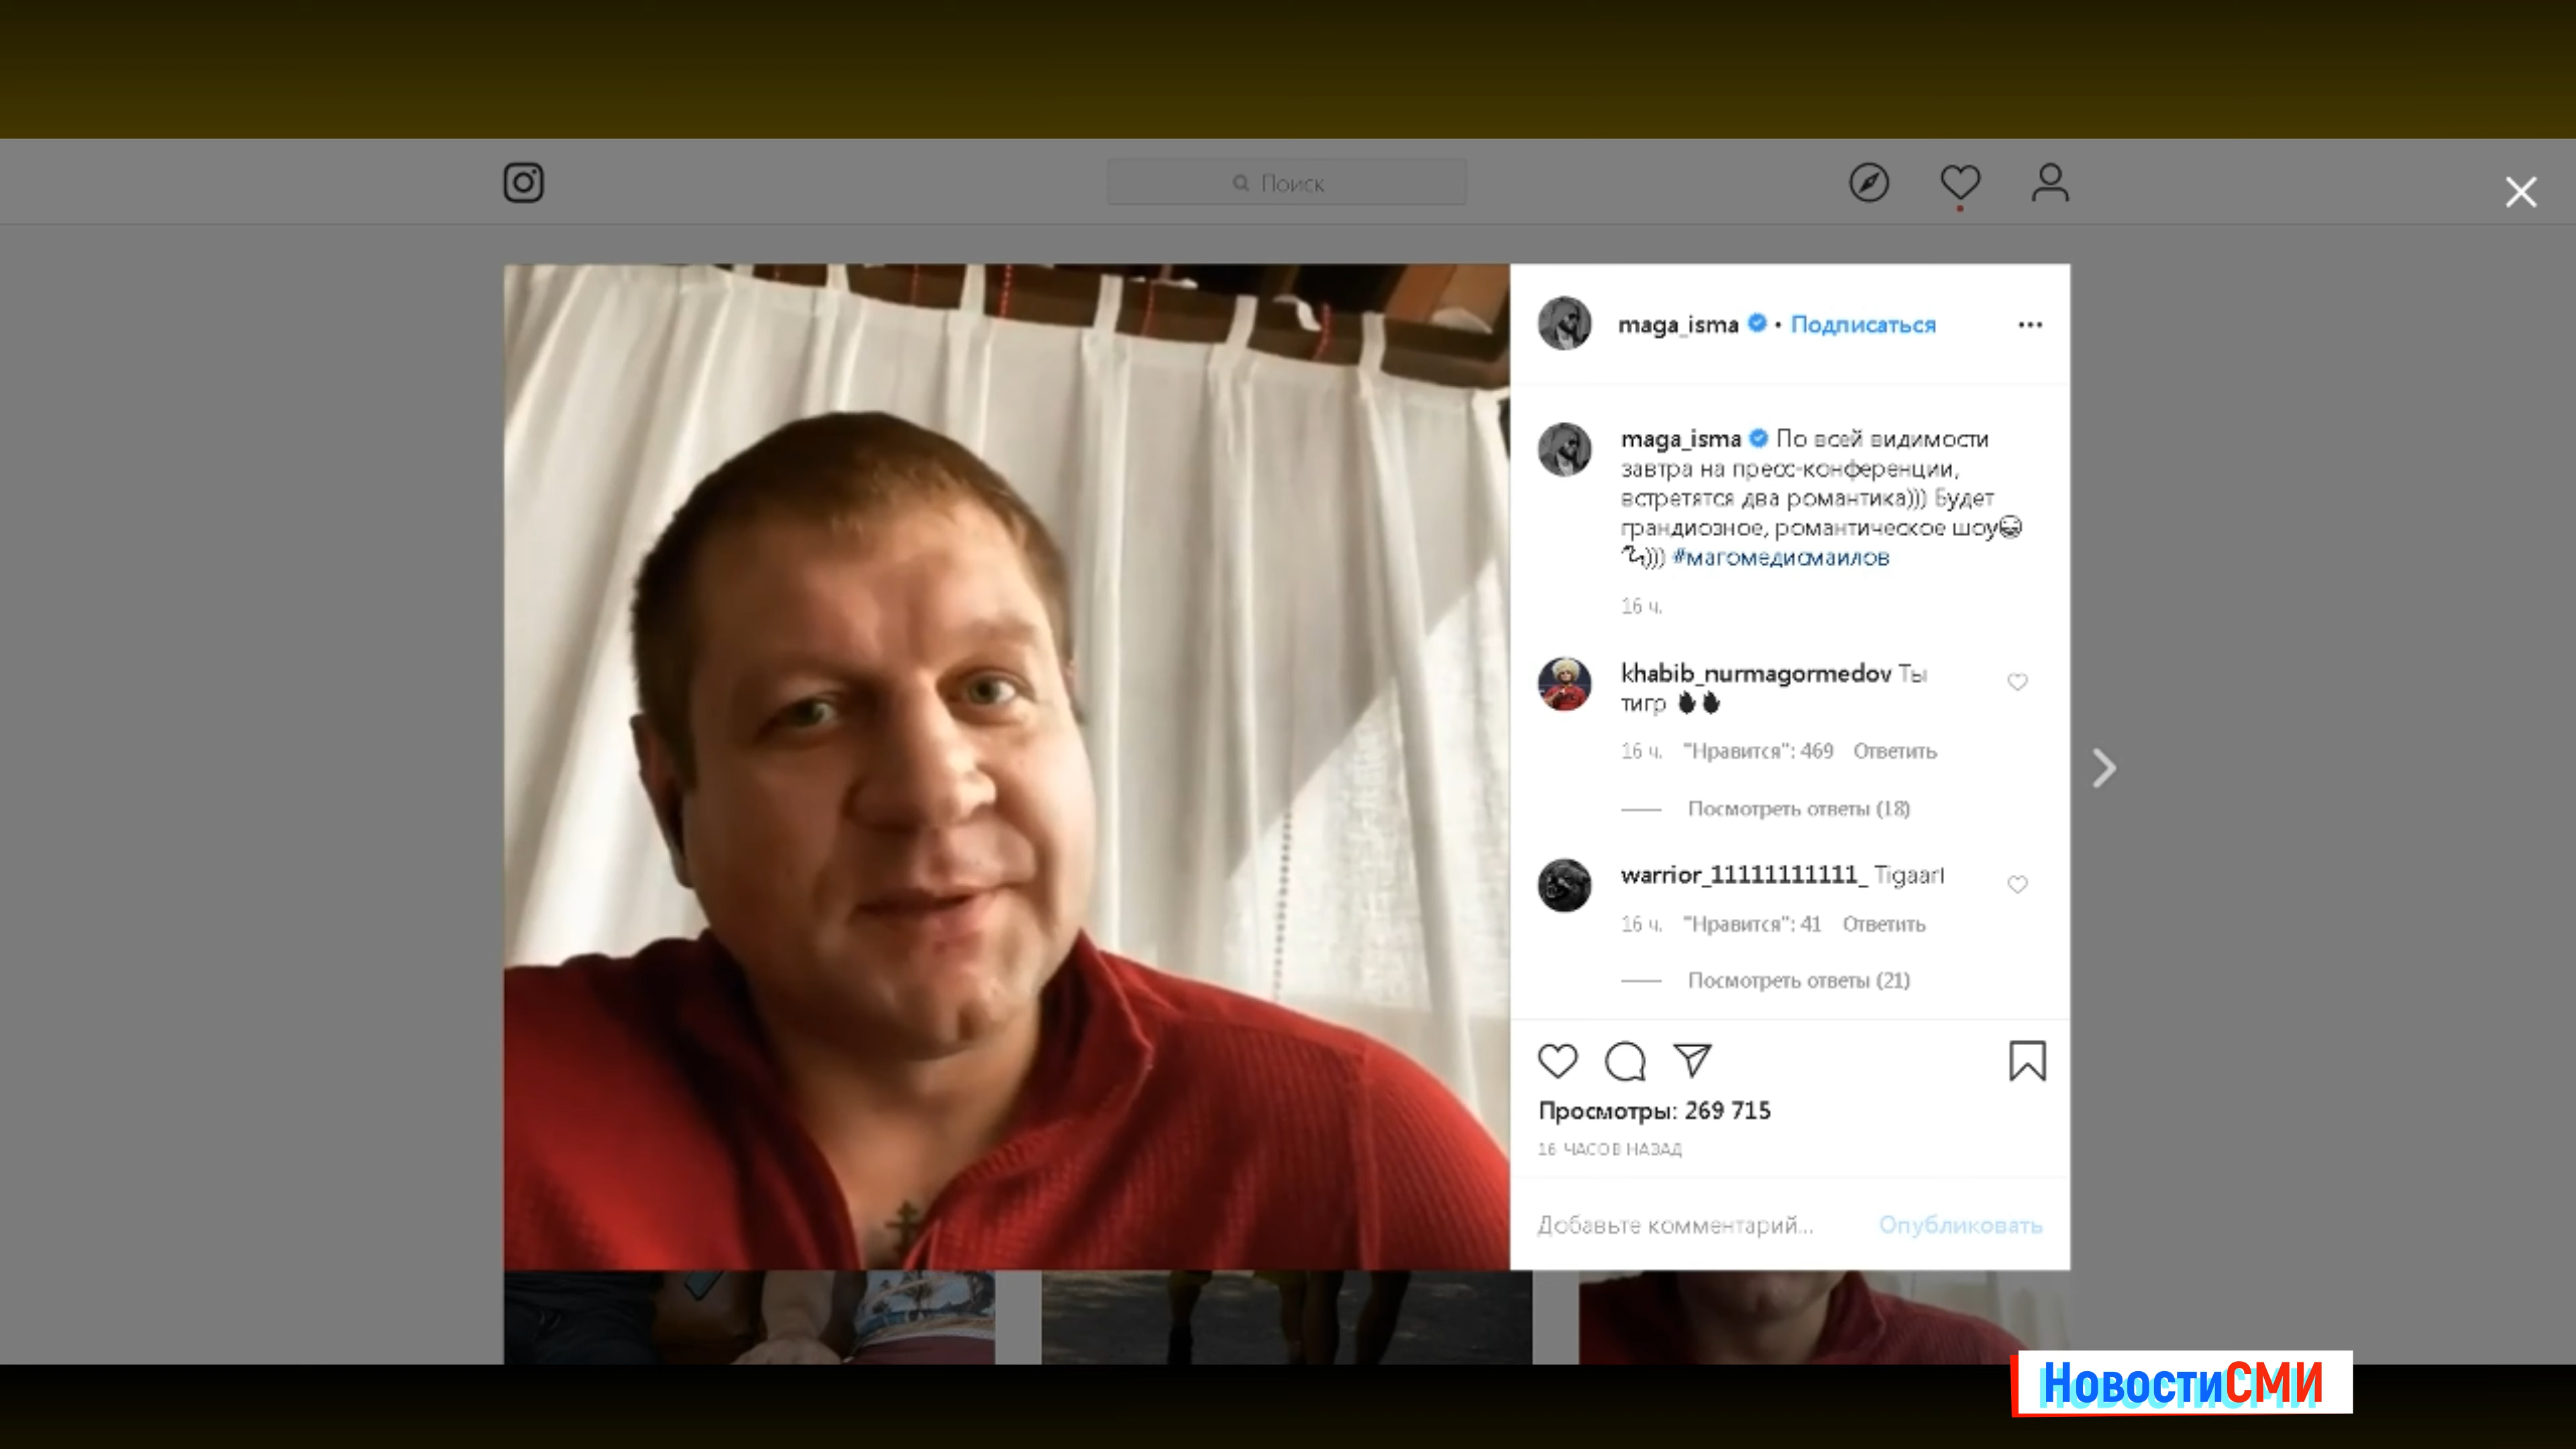 Поиск
maga_isma • Подписаться
maga_isma По всей видимости
завтра на пресс-конференции,
встретятся два романтика))) Будет
грандиозное, романтическое шоу
))) #магомедисмаилов
16 ч.
khabib_nurmagormedov Ты
тигр
16 ч. "Нравится": 469 Ответить
Посмотреть ответы (18)
warrior_11111111111_ Tigaar!
16 ч. "Нравится": 41 Ответить
Посмотреть ответы (21)
Просмотры: 269 715
16 ЧАСОВ НАЗАД
Добавьте комментарий... Опубликовать
НовостиСМИ